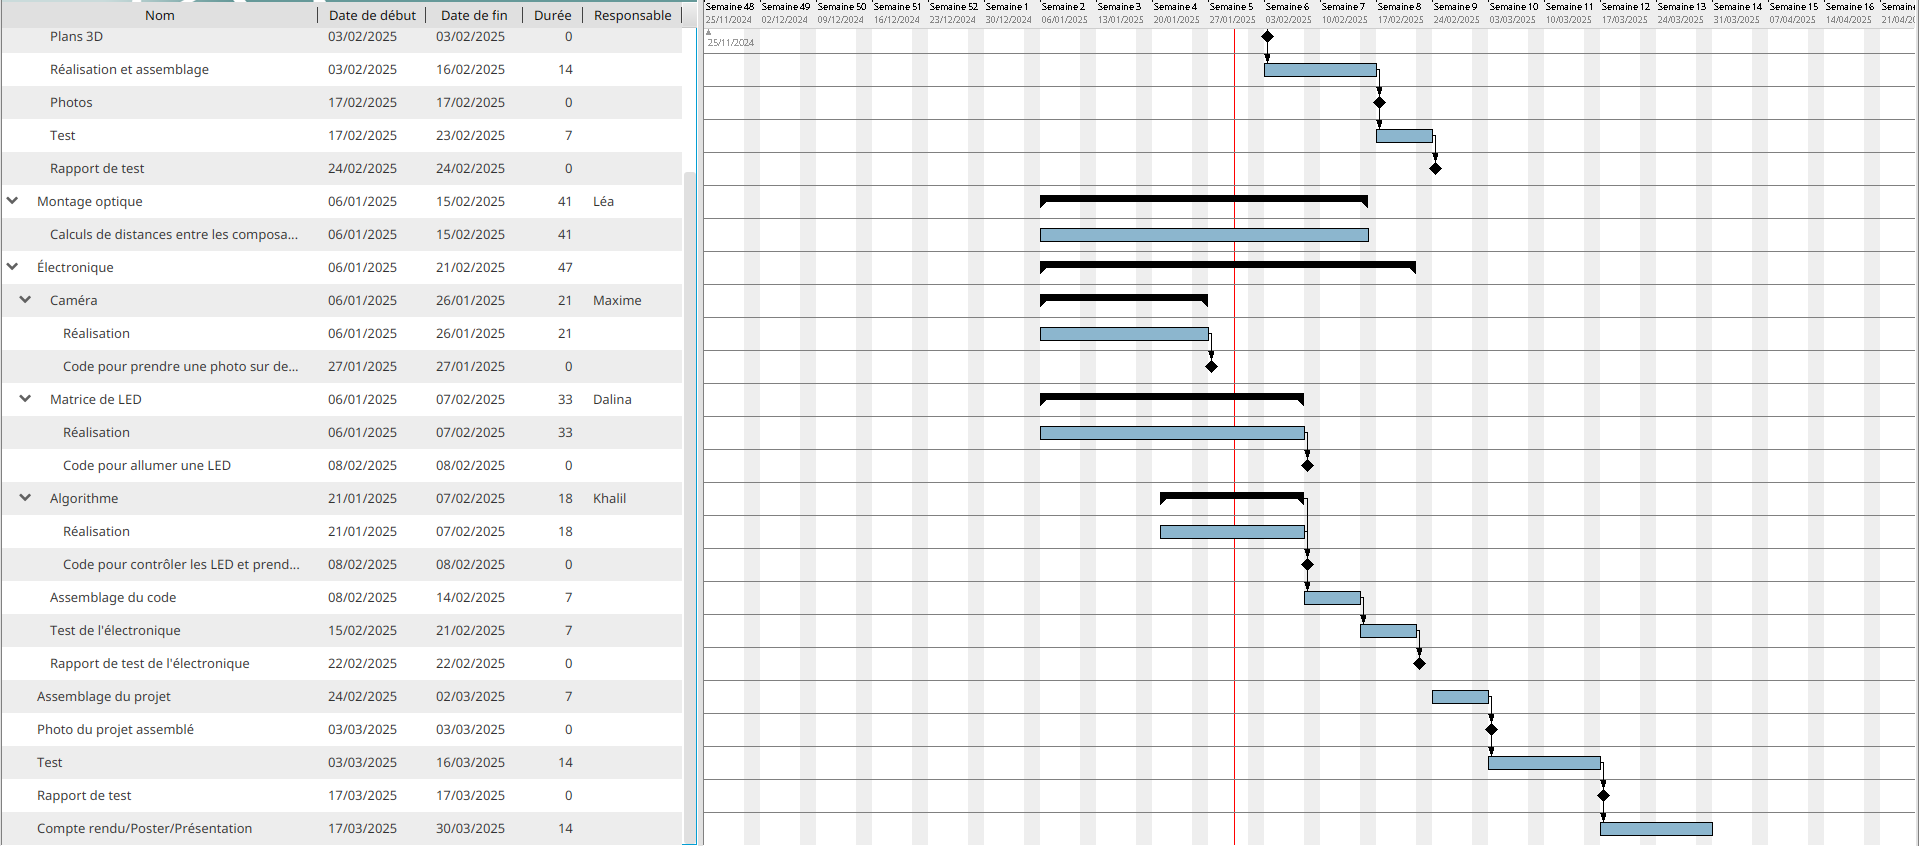 Nom Date de début Date de fin Durée Responsable
Semaine 48 Semaine 49 Semaine 50 Semaine 51 Semaine 52 Semaine 1 Semaine 2 Semaine 3 Semaine 4 Semaine 5 Semaine 6 Semaine 7 Semaine 8 Semaine 9 Semaine 10 Semaine 11 Semaine 12 Semaine 13 Semaine 14 Semaine 15 Semaine 16 Semaine
25/11/2024 02/12/2024 09/12/2024 16/12/2024 23/12/2024 30/12/2024 06/01/2025 13/01/2025 20/01/2025 27/01/2025 03/02/2025 10/02/2025 17/02/2025 24/02/2025 03/03/2025 10/03/2025 17/03/2025 24/03/2025 31/03/2025 07/04/2025 14/04/2025 21/04/
25/11/2024
Plans 3D 03/02/2025 03/02/2025 0
Réalisation et assemblage 03/02/2025 16/02/2025 14
Photos 17/02/2025 17/02/2025 0
Test 17/02/2025 23/02/2025 7
Rapport de test 24/02/2025 24/02/2025 0
Montage optique 06/01/2025 15/02/2025 41 Léa
Calculs de distances entre les composa... 06/01/2025 15/02/2025 41
Électronique 06/01/2025 21/02/2025 47
Caméra 06/01/2025 26/01/2025 21 Maxime
Réalisation 06/01/2025 26/01/2025 21
Code pour prendre une photo sur de... 27/01/2025 27/01/2025 0
Matrice de LED 06/01/2025 07/02/2025 33 Dalina
Réalisation 06/01/2025 07/02/2025 33
Code pour allumer une LED 08/02/2025 08/02/2025 0
Algorithme 21/01/2025 07/02/2025 18 Khalil
Réalisation 21/01/2025 07/02/2025 18
Code pour contrôler les LED et prend... 08/02/2025 08/02/2025 0
Assemblage du code 08/02/2025 14/02/2025 7
Test de l'électronique 15/02/2025 21/02/2025 7
Rapport de test de l'électronique 22/02/2025 22/02/2025 0
Assemblage du projet 24/02/2025 02/03/2025 7
Photo du projet assemblé 03/03/2025 03/03/2025 0
Test 03/03/2025 16/03/2025 14
Rapport de test 17/03/2025 17/03/2025 0
Compte rendu/Poster/Présentation 17/03/2025 30/03/2025 14